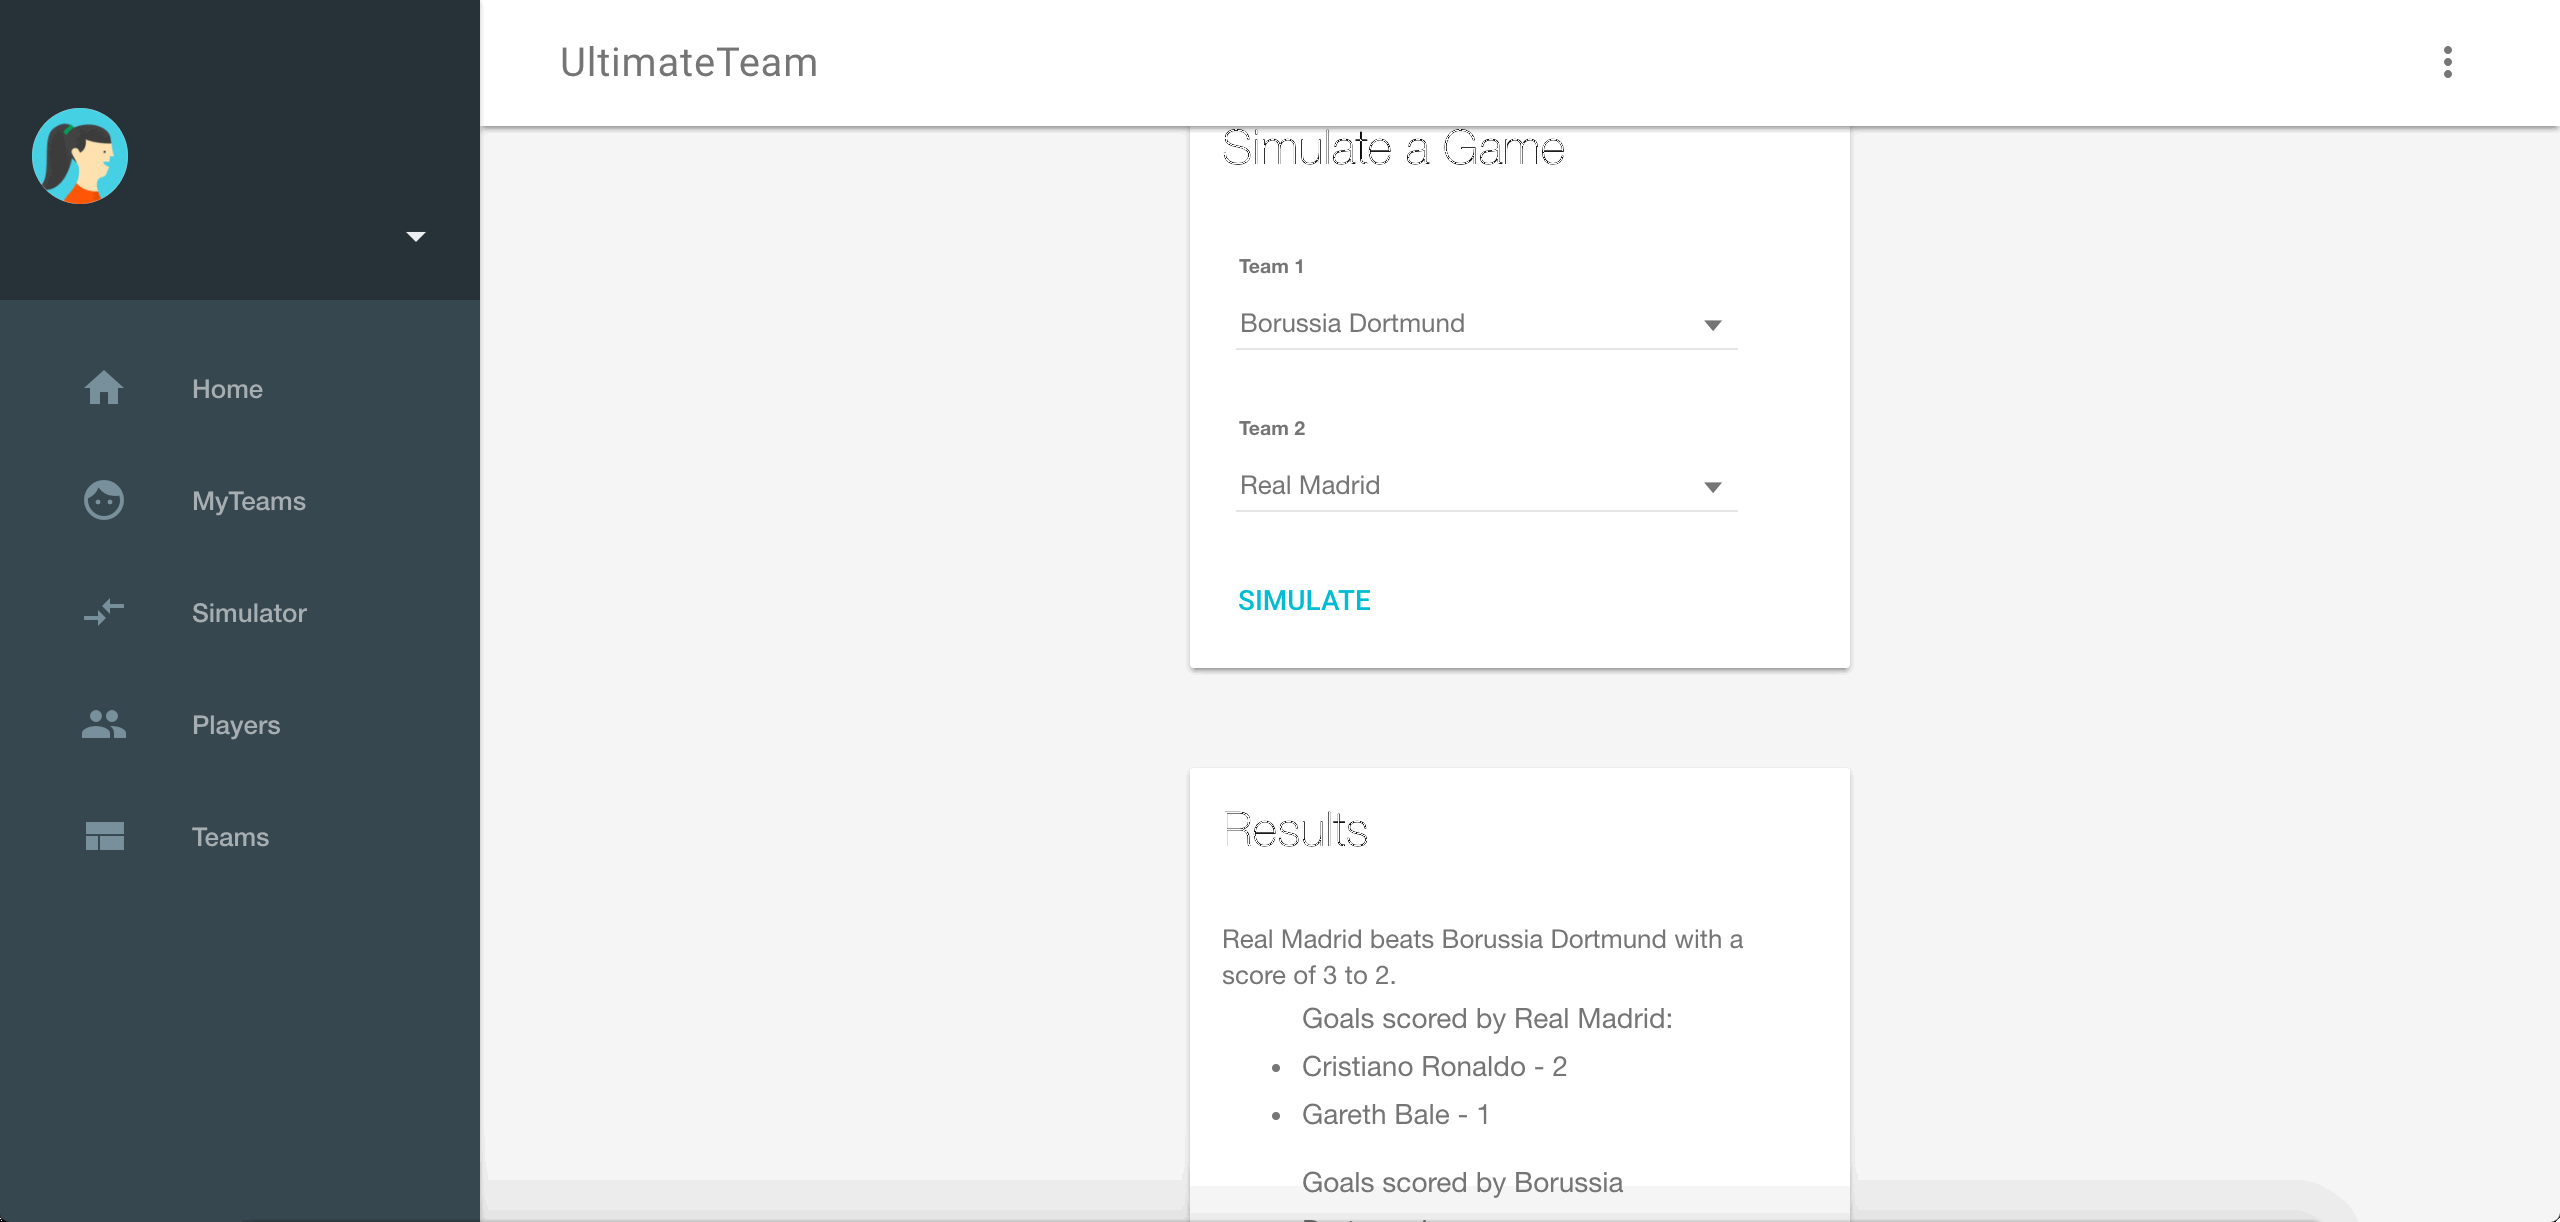 UltimateTeam
Home
MyTeams
Simulator
Players
Teams
Simulate a Game
Team 1
Borussia Dortmund
Team 2
Real Madrid
SIMULATE
Results
Real Madrid beats Borussia Dortmund with a
score of 3 to 2.
Goals scored by Real Madrid:
• Cristiano Ronaldo - 2
• Gareth Bale - 1
Goals scored by Borussia